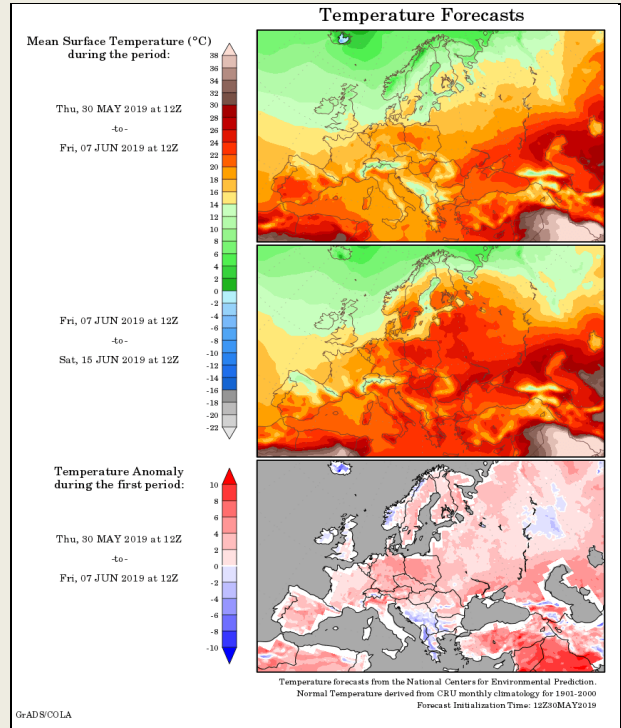 Temperature Forecasts
Mean Surface Temperature (°C)
during the period:
38
36
34
32
30
28
26
24
22
20
18
16
14
12
10
8
6
4
2
0
-2
-4
-6
-8
-10
-12
-14
-16
-18
-20
-22
Thu, 30 MAY 2019 at 12Z
-to-
Fri, 07 JUN 2019 at 12Z
Fri, 07 JUN 2019 at 12Z
-to-
Sat, 15 JUN 2019 at 12Z
Temperature Anomaly
during the first period:
10
8
6
4
2
0
-2
-4
-6
-8
-10
Thu, 30 MAY 2019 at 12Z
-to-
Fri, 07 JUN 2019 at 12Z
Temperature forecasts from the National Centers for Environmental Prediction.
Normal Temperature derived from CRU monthly climatology for 1901-2000
Forecast Initialization Time: 12Z30MAY2019
GrADS/COLA